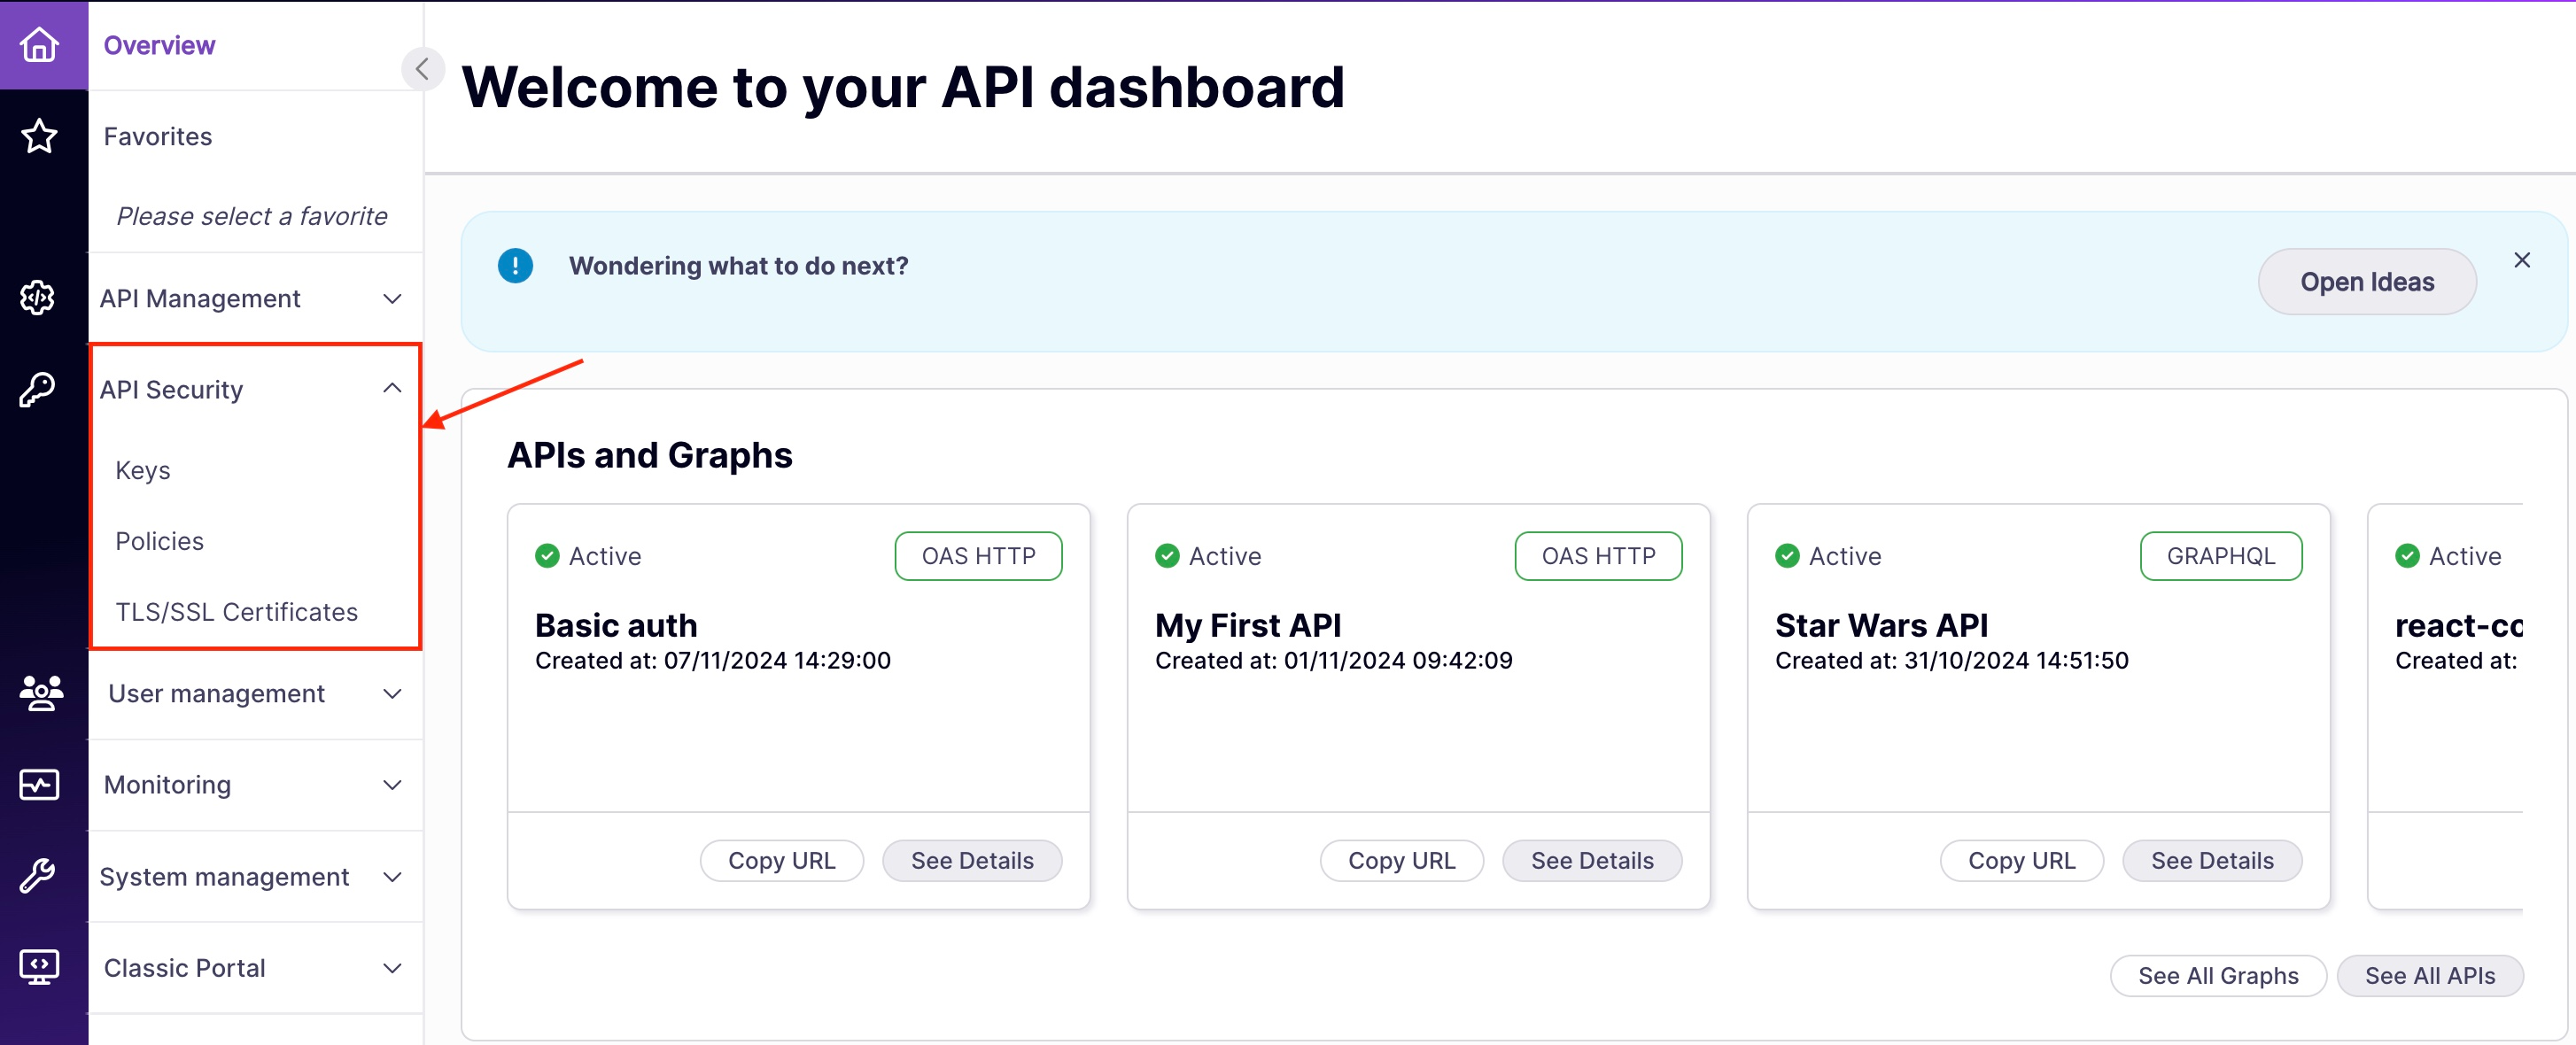 Overview
Favorites
Please select a favorite
API Management
API Security
Keys
Policies
TLS/SSL Certificates
User management
Monitoring
System management
Classic Portal
Welcome to your API dashboard
Wondering what to do next?
Open Ideas
APIs and Graphs
Active
OAS HTTP
Basic auth
Created at: 07/11/2024 14:29:00
Copy URL
See Details
Active
OAS HTTP
My First API
Created at: 01/11/2024 09:42:09
Copy URL
See Details
Active
GRAPHQL
Star Wars API
Created at: 31/10/2024 14:51:50
Copy URL
See Details
Active
react-co
Created at:
See All Graphs
See All APIs